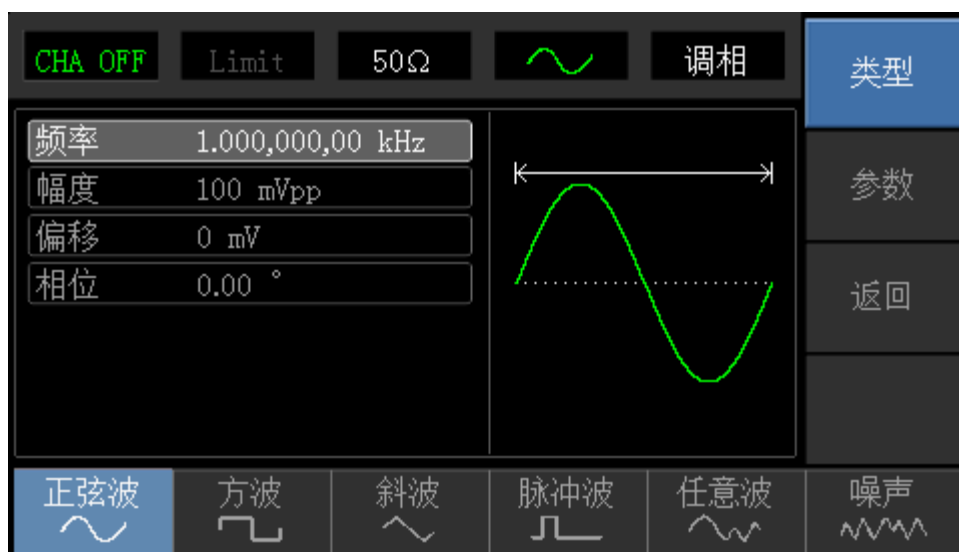 CHA OFF Limit 50Ω 调相 类型
频率 1.000,000,00 kHz
幅度 100 mVpp
参数
偏移 0 mV
相位 0.00 °
返回
正弦波 方波 斜波 脉冲波 任意波 噪声